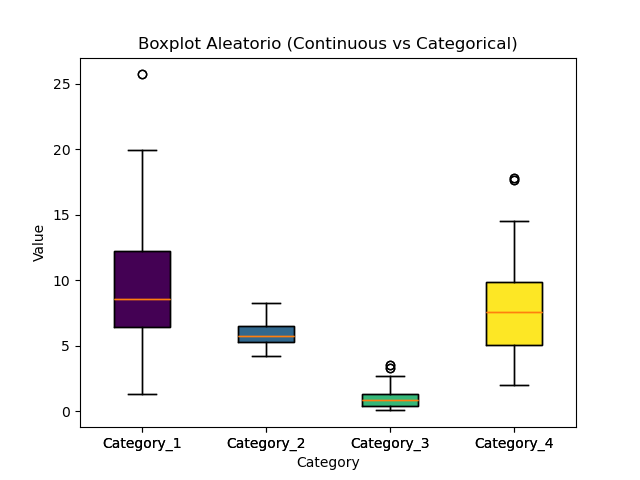 Boxplot Aleatorio (Continuous vs Categorical)
25
20
15
10
5
0
Value
Category_1 Category_2 Category_3 Category_4
Category